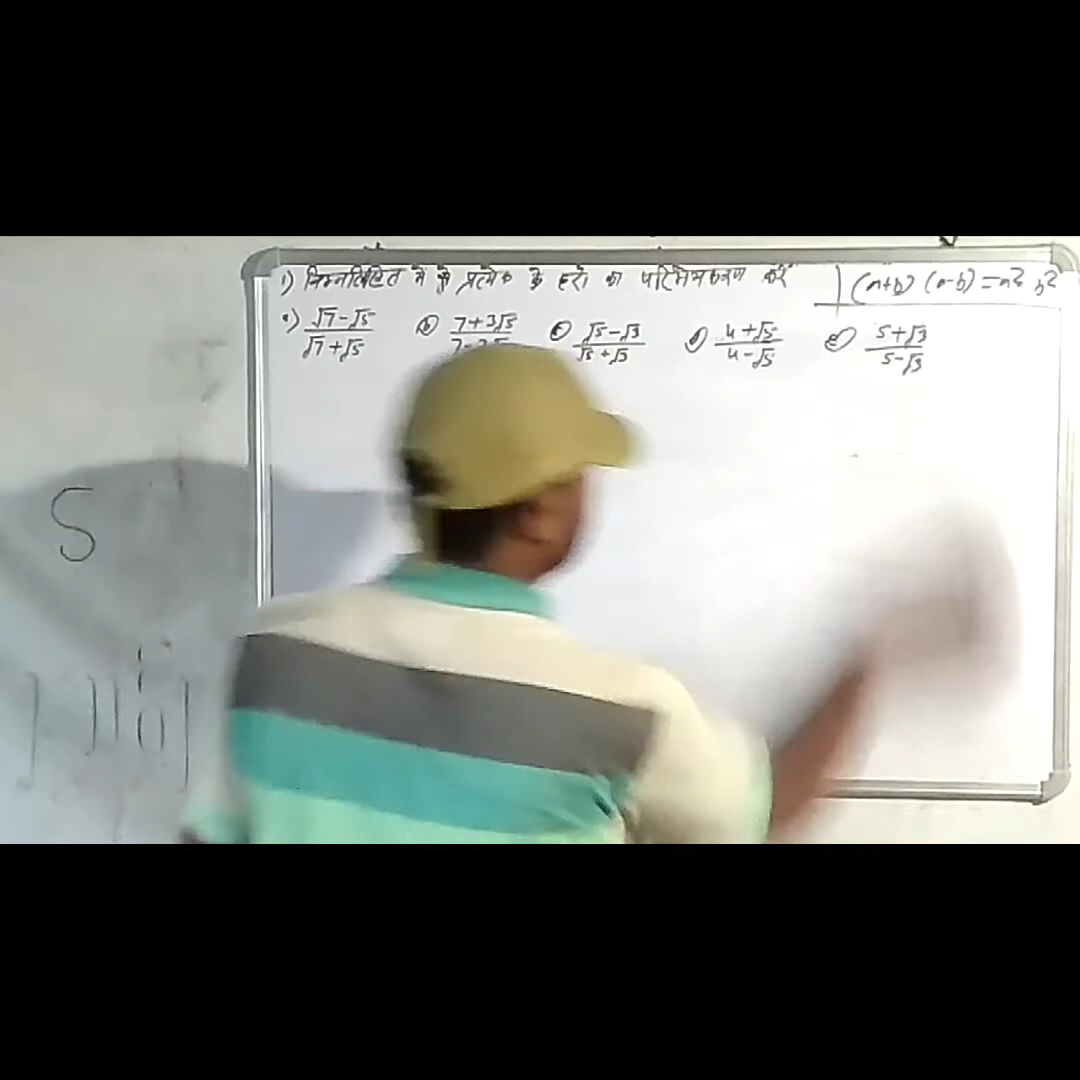 1) निम्नलिखित में से प्रत्येक के हरों का परिमेयकरण करें (a+b) (a-b) = a² b²
a) √7-√5/√7+√5 (b) 7+3√5/ (c) √5-√3/√5+√3 (d) 4+√5/4-√5 (e) 5+√3/5-√3
S